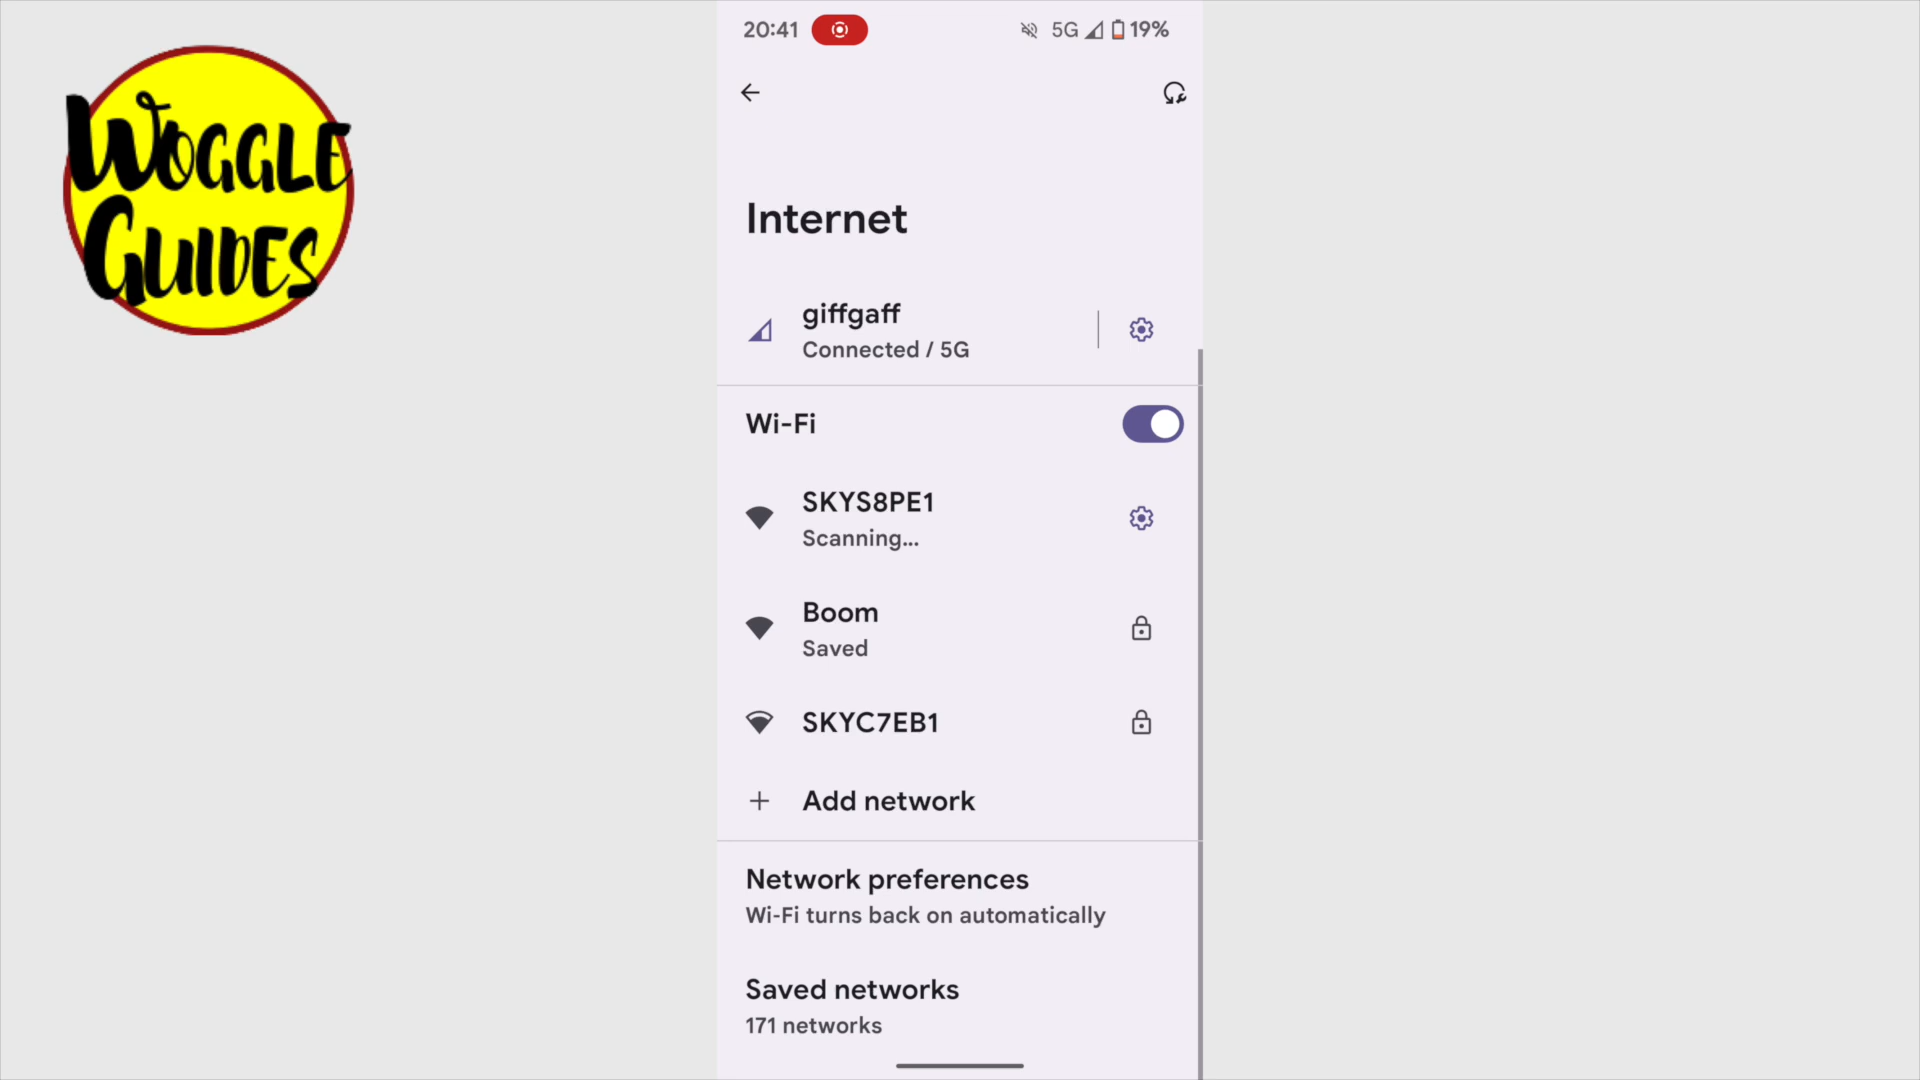 WOGGLE
GUIDES
20:41
5G 19%
Internet
giffgaff
Connected / 5G
Wi-Fi
SKYS8PE1
Scanning...
Boom
Saved
SKYC7EB1
Add network
Network preferences
Wi-Fi turns back on automatically
Saved networks
171 networks